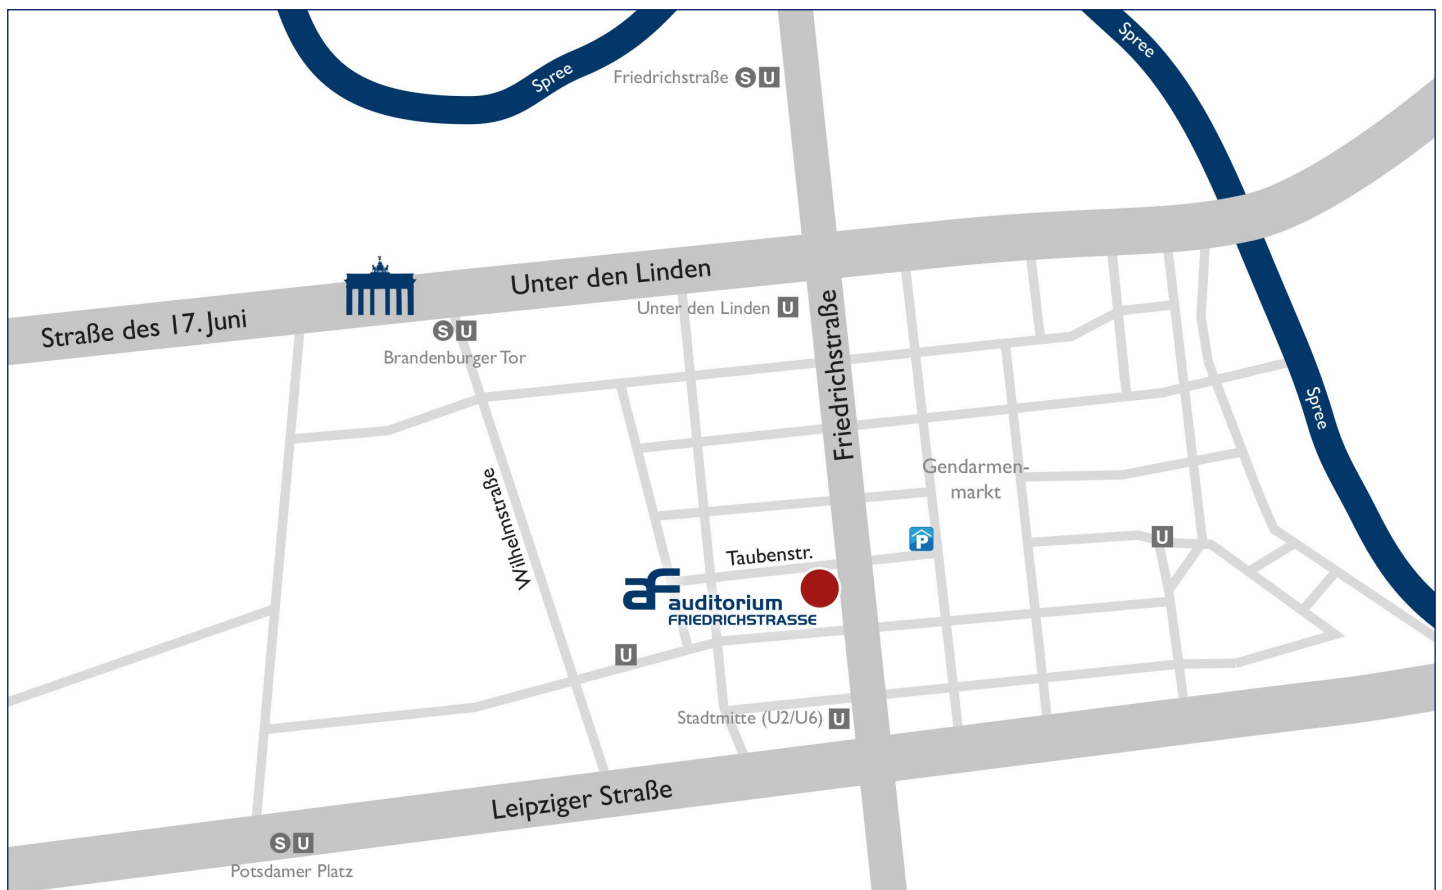 Spree
Spree
Friedrichstraße S U
Unter den Linden
Straße des 17. Juni
Unter den Linden U
S U
Brandenburger Tor
Friedrichstraße
Spree
Gendarmen-
markt
Wilhelmstraße
P
U
Taubenstr.
af
auditorium
FRIEDRICHSTRASSE
U
Stadtmitte (U2/U6) U
Leipziger Straße
S U
Potsdamer Platz